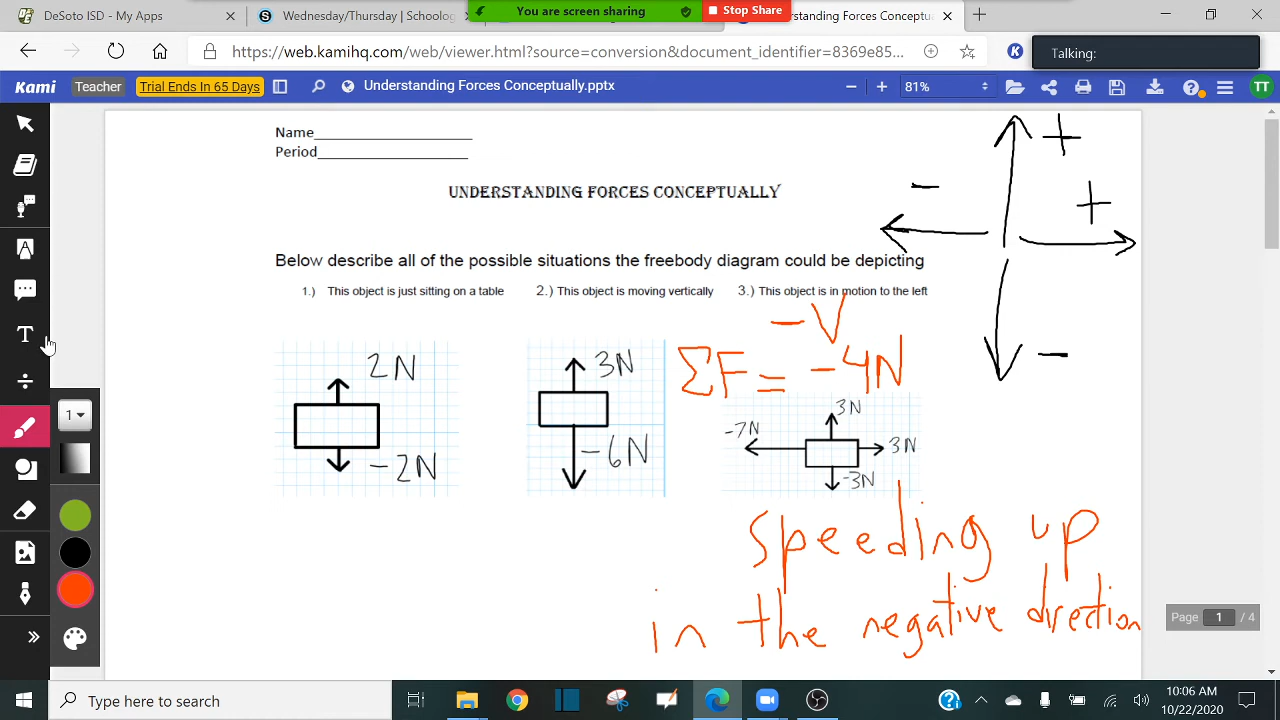 DeSoto ISD - My Apps
Wednesday/Thursday | Schoolog
You are screen sharing
Stop Share
Understanding Forces Conceptu
https://web.kamihq.com/web/viewer.html?source=conversion&document_identifier=8369e85...
Talking:
Kami
Teacher
Trial Ends In 65 Days
Understanding Forces Conceptually.pptx
81%
TT
Name
Period
UNDERSTANDING FORCES CONCEPTUALLY
Below describe all of the possible situations the freebody diagram could be depicting
1.) This object is just sitting on a table
2.) This object is moving vertically
3.) This object is in motion to the left
+
-
+
-
-V
ΣF = -4N
2N
-2N
3N
-6N
3N
-7N
3N
-3N
speeding up
in the negative direction
T
1
Page 1 / 4
Type here to search
10:06 AM
10/22/2020